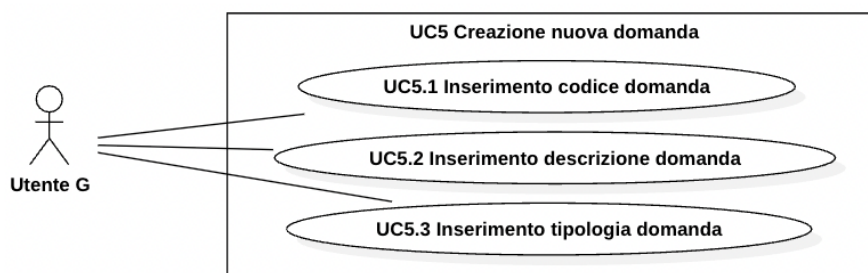 UC5 Creazione nuova domanda
UC5.1 Inserimento codice domanda
UC5.2 Inserimento descrizione domanda
Utente G
UC5.3 Inserimento tipologia domanda